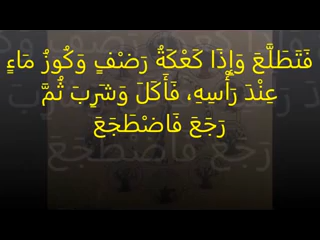 فَتَطَلَّعَ وَإِذَا كَعْكَةُ رَضْفٍ وَكُوزُ مَاءٍ
عِنْدَ رَأْسِهِ، فَأَكَلَ وَشَرِبَ ثُمَّ
رَجَعَ فَاضْطَجَعَ